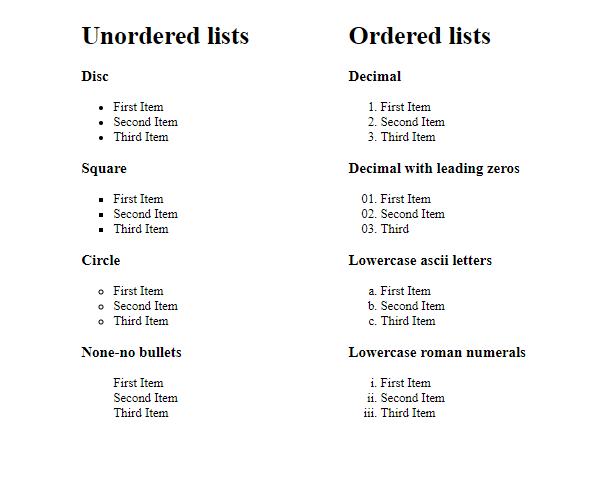 Unordered lists
Disc
• First Item
• Second Item
• Third Item
Square
▪ First Item
▪ Second Item
▪ Third Item
Circle
○ First Item
○ Second Item
○ Third Item
None-no bullets
First Item
Second Item
Third Item
Ordered lists
Decimal
1. First Item
2. Second Item
3. Third Item
Decimal with leading zeros
01. First Item
02. Second Item
03. Third
Lowercase ascii letters
a. First Item
b. Second Item
c. Third Item
Lowercase roman numerals
i. First Item
ii. Second Item
iii. Third Item